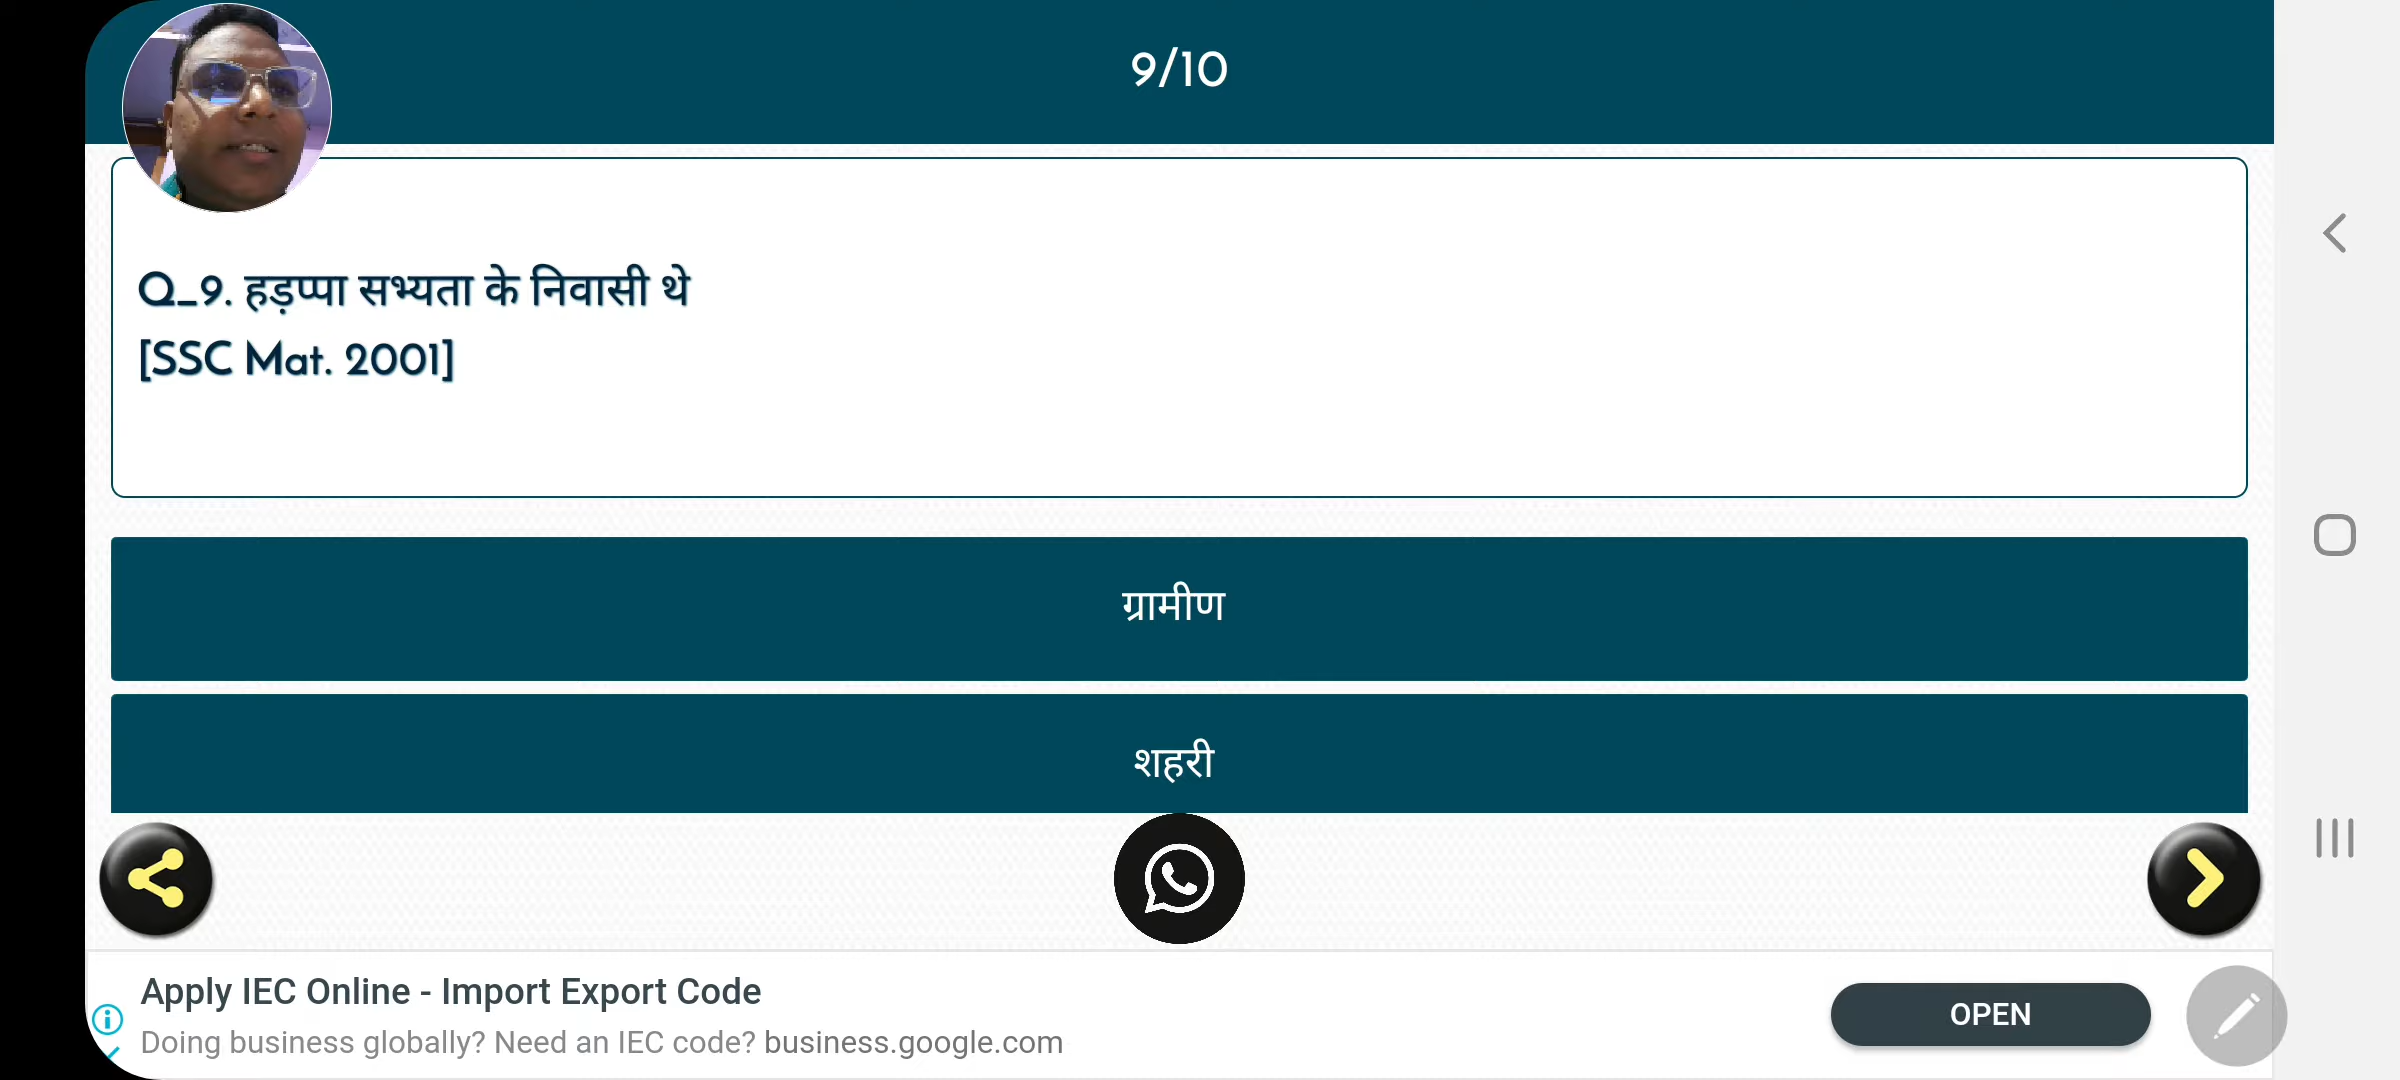 9/10
Q_9. हड़प्पा सभ्यता के निवासी थे
[SSC Mat. 2001]
ग्रामीण
शहरी
Apply IEC Online - Import Export Code
Doing business globally? Need an IEC code? business.google.com
OPEN